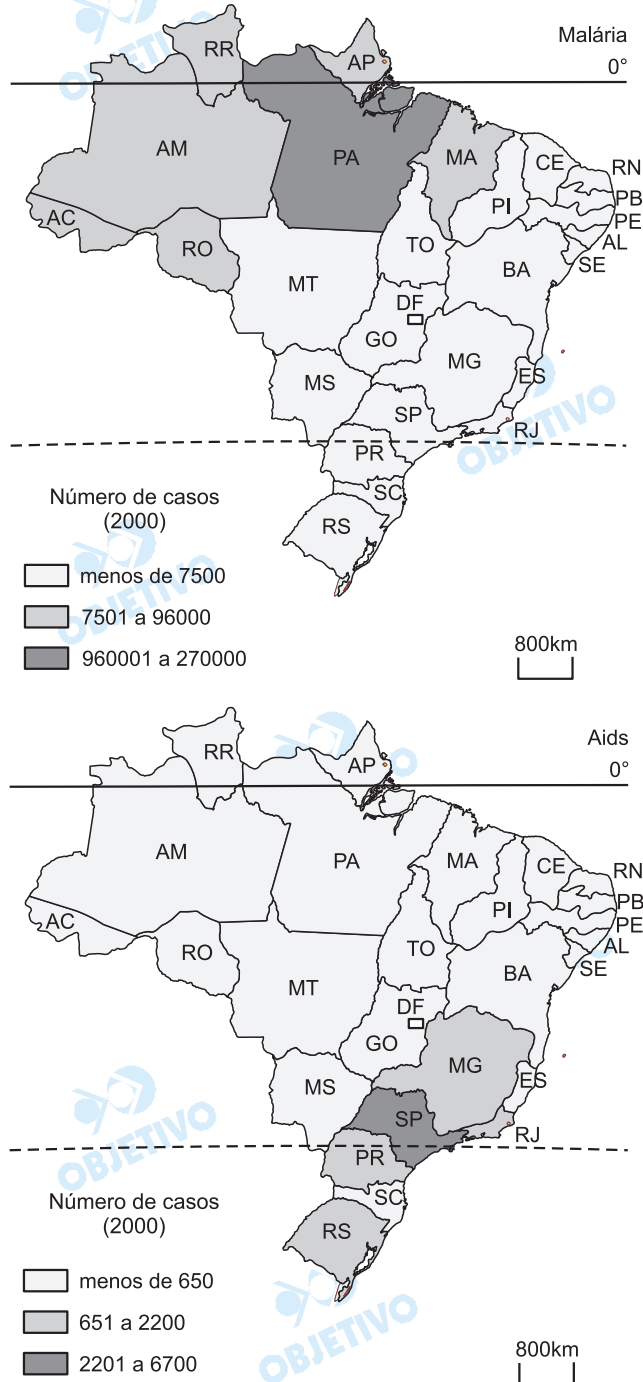 Malária
0°
RR
AP
AM
PA
MA
CE
RN
PB
PE
AL
SE
PI
AC
RO
TO
MT
BA
DF
GO
MG
MS
ES
SP
RJ
PR
SC
RS
Número de casos
(2000)
menos de 7500
7501 a 96000
960001 a 270000
800km
OBJETIVO
OBJETIVO
OBJETIVO
Aids
0°
RR
AP
AM
PA
MA
CE
RN
PB
PE
AL
SE
PI
AC
RO
TO
MT
BA
DF
GO
MG
MS
ES
SP
RJ
PR
SC
RS
Número de casos
(2000)
menos de 650
651 a 2200
2201 a 6700
800km
OBJETIVO
OBJETIVO